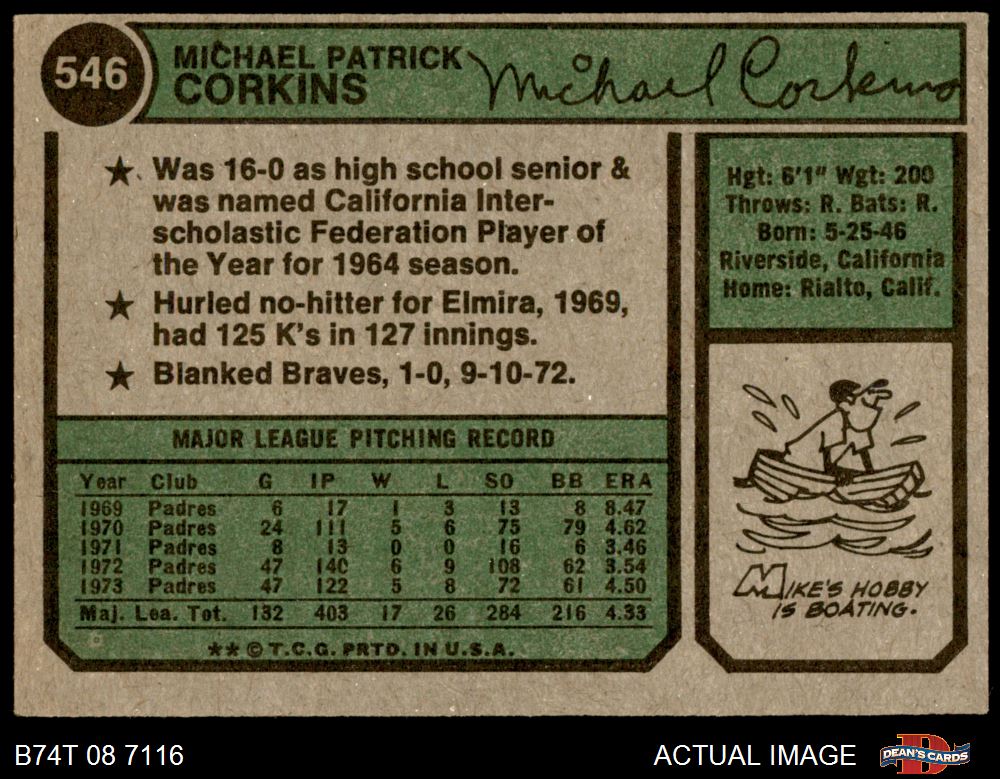 546
MICHAEL PATRICK
CORKINS
Michael Corkins
★ Was 16-0 as high school senior &
was named California Inter-
scholastic Federation Player of
the Year for 1964 season.
★ Hurled no-hitter for Elmira, 1969,
had 125 K's in 127 innings.
★ Blanked Braves, 1-0, 9-10-72.
Hgt: 6'1" Wgt: 200
Throws: R. Bats: R.
Born: 5-25-46
Riverside, California
Home: Rialto, Calif.
MAJOR LEAGUE PITCHING RECORD
Year Club G IP W L SO BB ERA
1969 Padres 6 17 1 3 13 8 8.47
1970 Padres 24 111 5 6 75 79 4.62
1971 Padres 8 13 0 0 16 6 3.46
1972 Padres 47 140 6 9 108 62 3.54
1973 Padres 47 122 5 8 72 61 4.50
Maj. Lea. Tot. 132 403 17 26 284 216 4.33
★★ © T.C.G. PRTD. IN U.S.A.
MIKE'S HOBBY
IS BOATING.
B74T 08 7116
ACTUAL IMAGE
D
DEAN'S CARDS